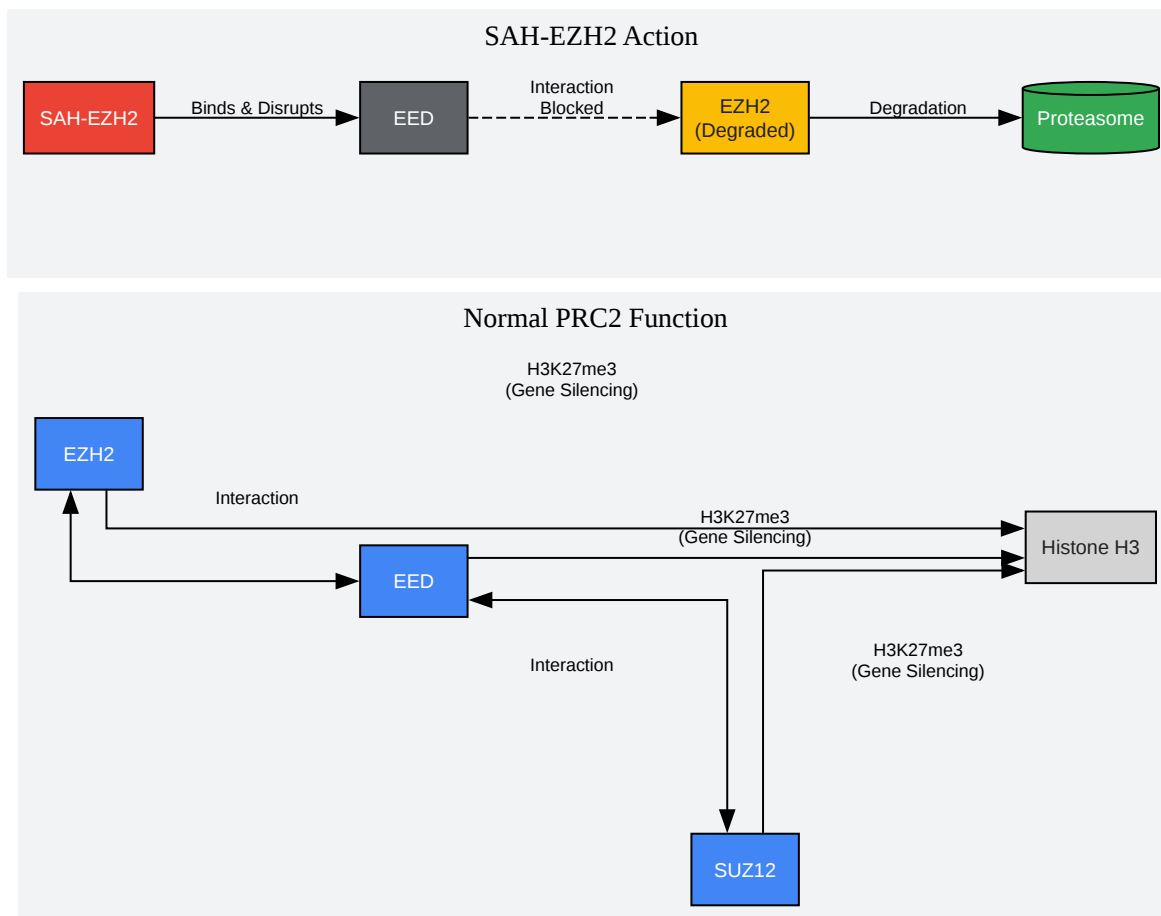 SAH-EZH2 Action
SAH-EZH2
Binds & Disrupts
EED
Interaction
Blocked
EZH2
(Degraded)
Degradation
Proteasome
Normal PRC2 Function
H3K27me3
(Gene Silencing)
EZH2
Interaction
H3K27me3
(Gene Silencing)
Histone H3
EED
Interaction
H3K27me3
(Gene Silencing)
SUZ12